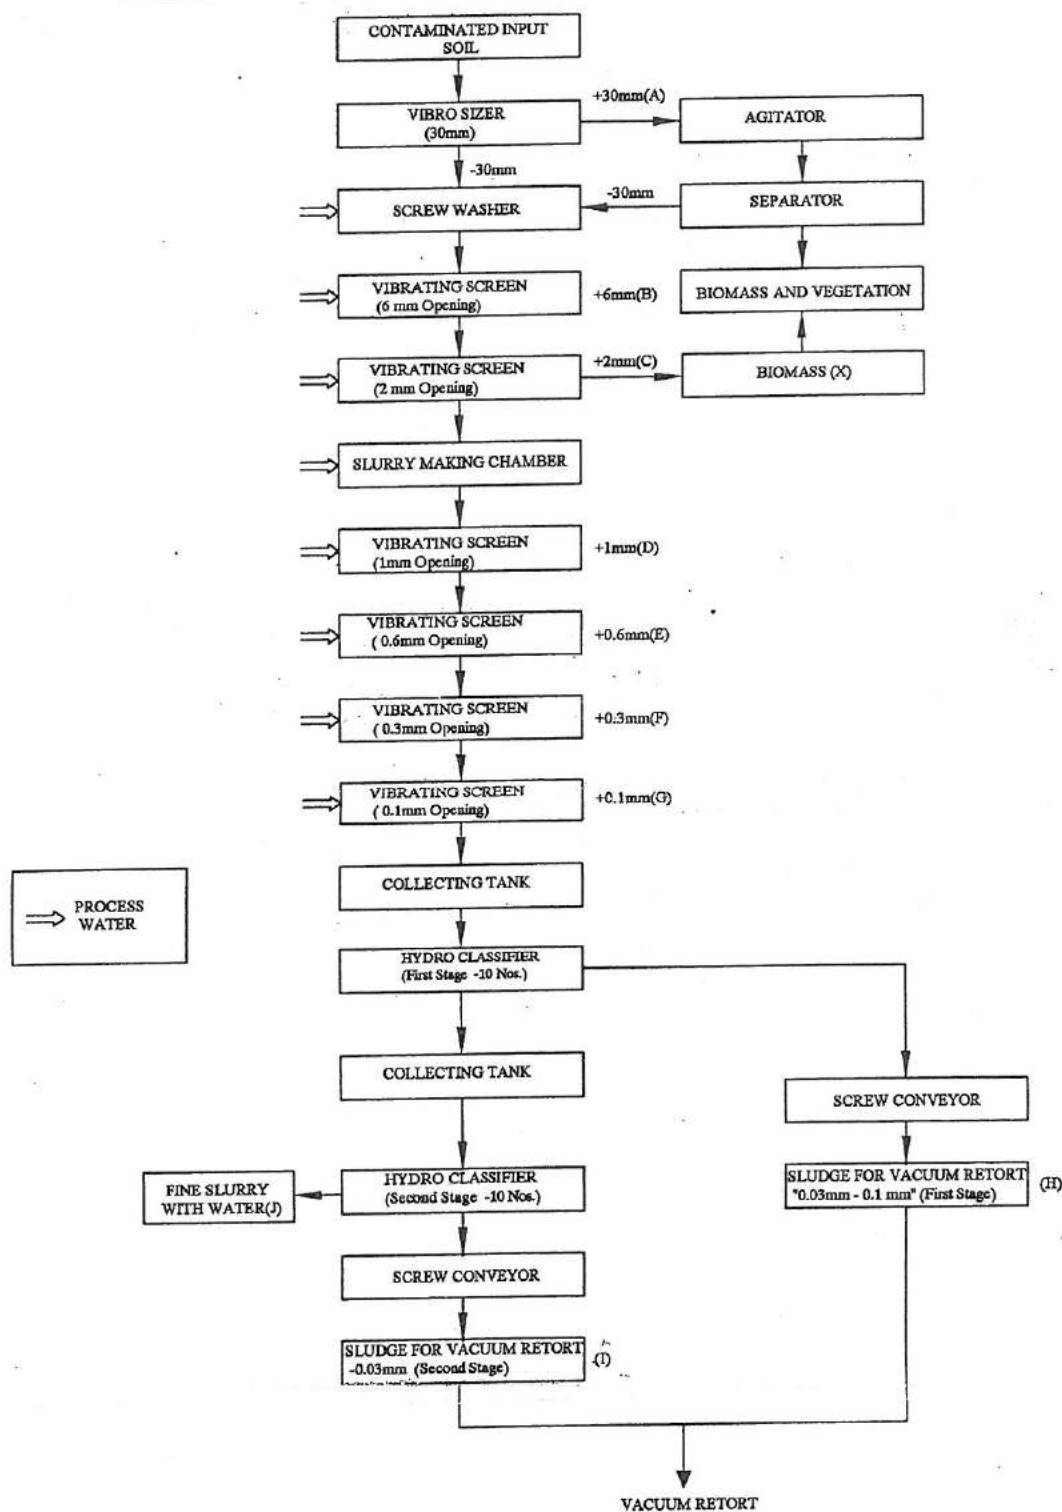 CONTAMINATED INPUT
SOIL
+30mm(A)
VIBRO SIZER
(30mm)
AGITATOR
-30mm
-30mm
SCREW WASHER
SEPARATOR
VIBRATING SCREEN
(6 mm Opening)
+6mm(B)
BIOMASS AND VEGETATION
VIBRATING SCREEN
(2 mm Opening)
+2mm(C)
BIOMASS (X)
SLURRY MAKING CHAMBER
VIBRATING SCREEN
(1mm Opening)
+1mm(D)
VIBRATING SCREEN
( 0.6mm Opening)
+0.6mm(E)
VIBRATING SCREEN
( 0.3mm Opening)
+0.3mm(F)
VIBRATING SCREEN
( 0.1mm Opening)
+0.1mm(G)
COLLECTING TANK
PROCESS
WATER
HYDRO CLASSIFIER
(First Stage -10 Nos.)
COLLECTING TANK
SCREW CONVEYOR
HYDRO CLASSIFIER
(Second Stage -10 Nos.)
FINE SLURRY
WITH WATER(J)
SLUDGE FOR VACUUM RETORT
"0.03mm - 0.1 mm" (First Stage)
(H)
SCREW CONVEYOR
SLUDGE FOR VACUUM RETORT
-0.03mm (Second Stage)
(I)
VACUUM RETORT